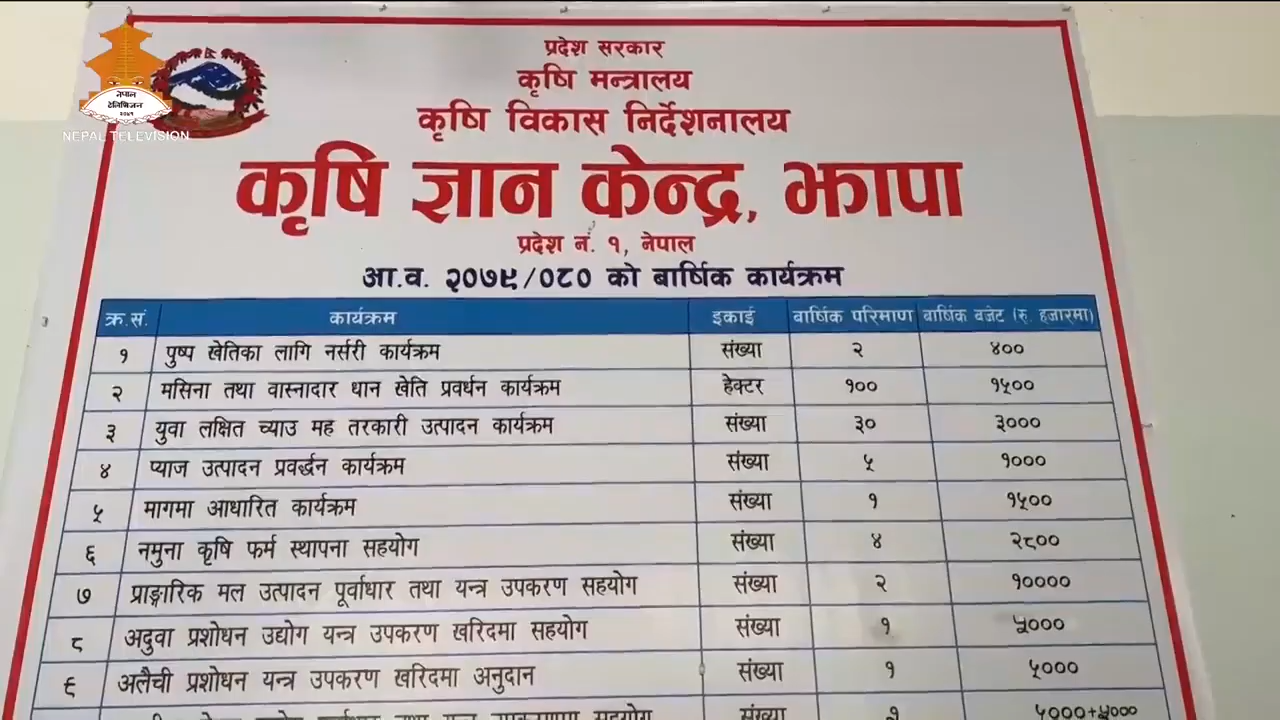 नेपाल
टेलिभिजन
२०४१
NEPAL TELEVISION
प्रदेश सरकार
कृषि मन्त्रालय
कृषि विकास निर्देशनालय
कृषि ज्ञान केन्द्र, झापा
प्रदेश नं. १, नेपाल
आ.व. २०७९/०८० को बार्षिक कार्यक्रम
क्र.सं. कार्यक्रम इकाई बार्षिक परिमाण बार्षिक बजेट (रु. हजारमा)
१ पुष्प खेतिका लागि नर्सरी कार्यक्रम संख्या २ ४००
२ मसिना तथा वास्नादार धान खेति प्रवर्धन कार्यक्रम हेक्टर १०० १५००
३ युवा लक्षित च्याउ मह तरकारी उत्पादन कार्यक्रम संख्या ३० ३०००
४ प्याज उत्पादन प्रवर्द्धन कार्यक्रम संख्या ५ १०००
५ मागमा आधारित कार्यक्रम संख्या १ १५००
६ नमुना कृषि फर्म स्थापना सहयोग संख्या ४ २८००
७ प्राङ्गारिक मल उत्पादन पूर्वाधार तथा यन्त्र उपकरण सहयोग संख्या २ १००००
८ अदुवा प्रशोधन उद्योग यन्त्र उपकरण खरिदमा सहयोग संख्या १ ५०००
९ अलैची प्रशोधन यन्त्र उपकरण खरिदमा अनुदान संख्या १ ५०००
संख्या ५०००+५०००